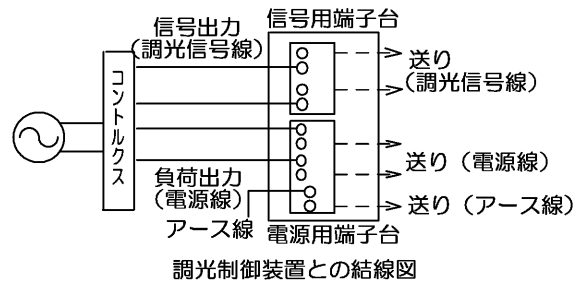 信号出力
(調光信号線)
信号用端子台
送り
(調光信号線)
コントルクス
負荷出力
(電源線)
アース線
送り(電源線)
送り(アース線)
電源用端子台
調光制御装置との結線図